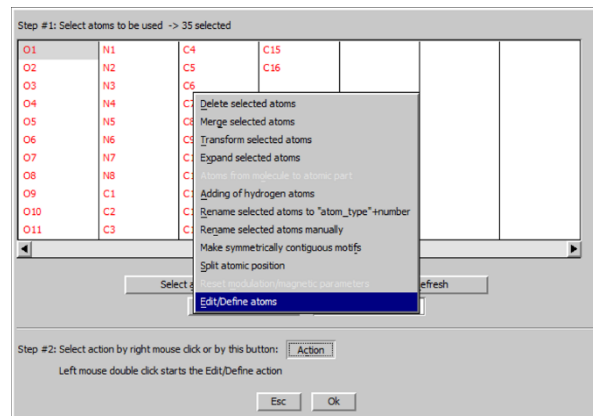 Step #1: Select atoms to be used -> 35 selected
O1 N1 C4 C15
O2 N2 C5 C16
O3 N3 C6
O4 N4
O5 N5
O6 N6
O7 N7
O8 N8
O9 C1
O10 C2
O11 C3
Delete selected atoms
Merge selected atoms
Transform selected atoms
Expand selected atoms
Atoms from molecule to atomic part
Adding of hydrogen atoms
Rename selected atoms to "atom_type"+number
Rename selected atoms manually
Make symmetrically contiguous motifs
Split atomic position
Reset modulation/magnetic parameters
Edit/Define atoms
Select
Step #2: Select action by right mouse click or by this button: Action
Left mouse double click starts the Edit/Define action
Esc Ok